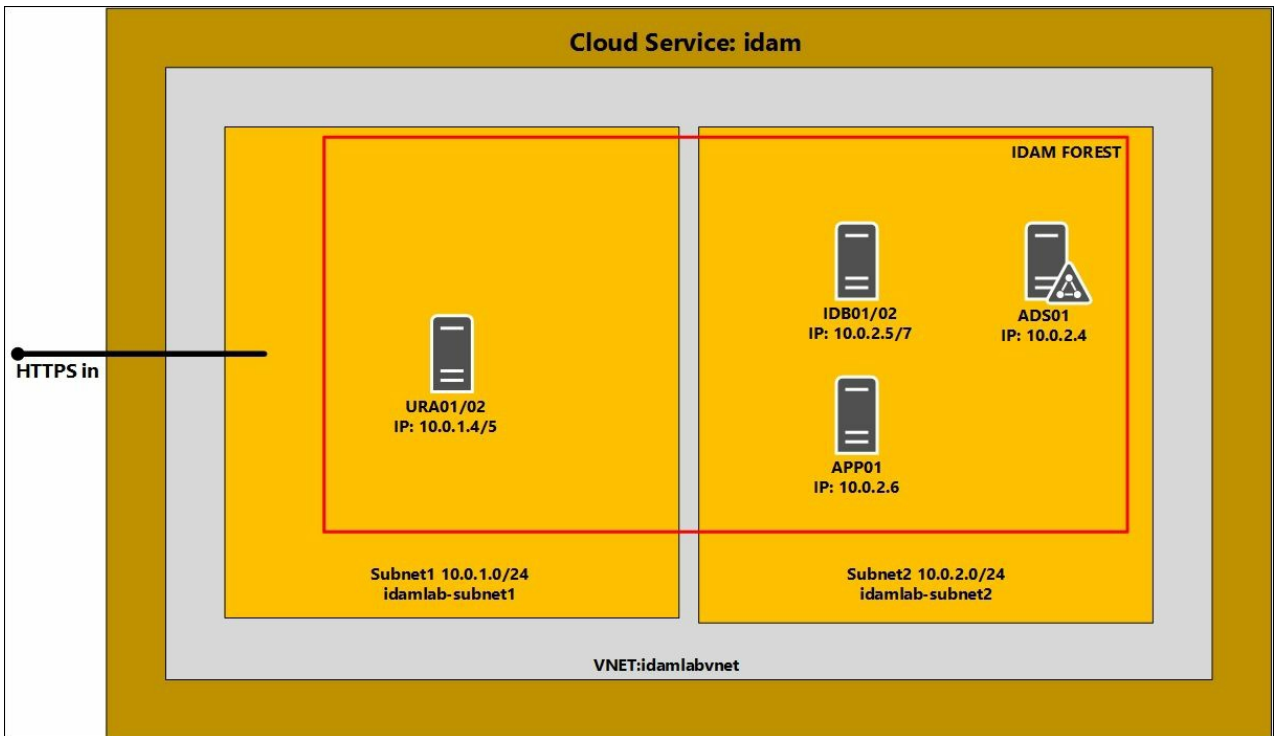 Cloud Service: idam
IDAM FOREST
HTTPS in
URA01/02
IP: 10.0.1.4/5
IDB01/02
IP: 10.0.2.5/7
ADS01
IP: 10.0.2.4
APP01
IP: 10.0.2.6
Subnet1 10.0.1.0/24
idamlab-subnet1
Subnet2 10.0.2.0/24
idamlab-subnet2
VNET:idamlabvnet